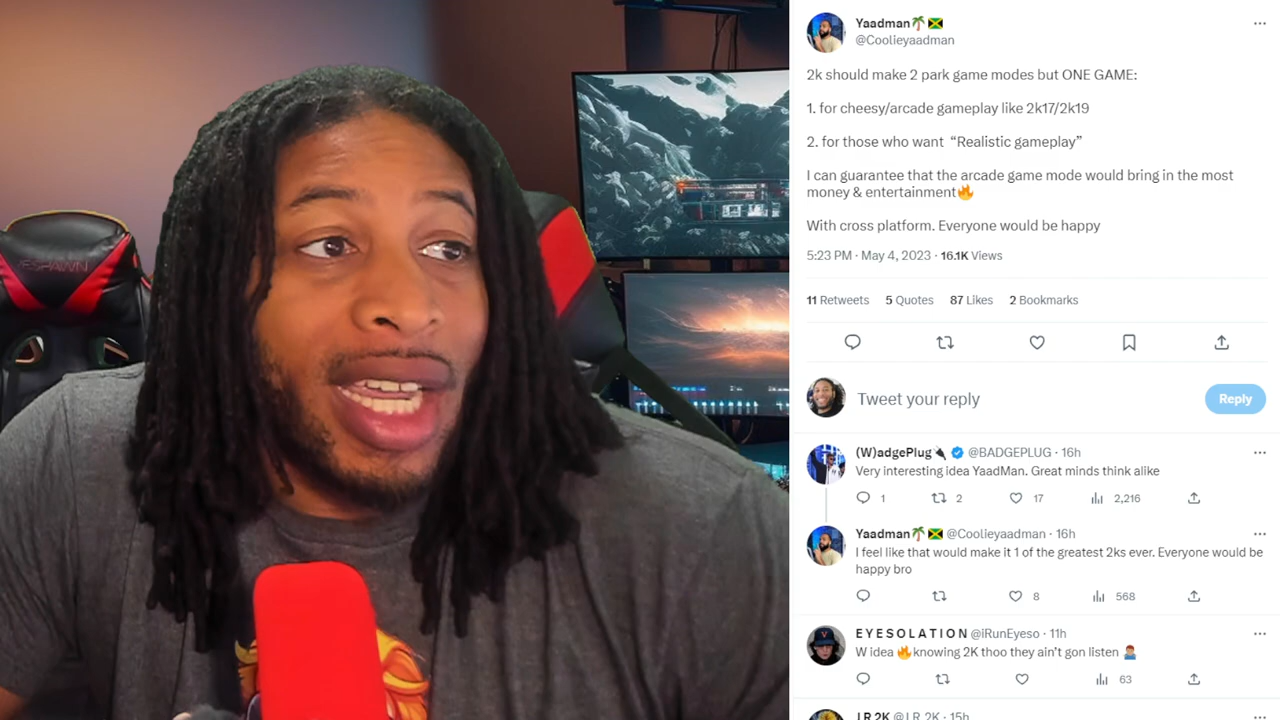 Yaadman🌴🇯🇲
@Coolieyaadman
2k should make 2 park game modes but ONE GAME:
1. for cheesy/arcade gameplay like 2k17/2k19
2. for those who want “Realistic gameplay”
I can guarantee that the arcade game mode would bring in the most
money & entertainment🔥
With cross platform. Everyone would be happy
5:23 PM · May 4, 2023 · 16.1K Views
11 Retweets 5 Quotes 87 Likes 2 Bookmarks
Tweet your reply
Reply
(W)adgePlug🔌 @BADGEPLUG · 16h
Very interesting idea YaadMan. Great minds think alike
1 2 17 2,216
Yaadman🌴🇯🇲 @Coolieyaadman · 16h
I feel like that would make it 1 of the greatest 2ks ever. Everyone would be
happy bro
8 568
E Y E S O L A T I O N @iRunEyeso · 11h
W idea 🔥knowing 2K thoo they ain’t gon listen 🤷🏽‍♂️
63
J.R 2K @J_R_2K · 15h